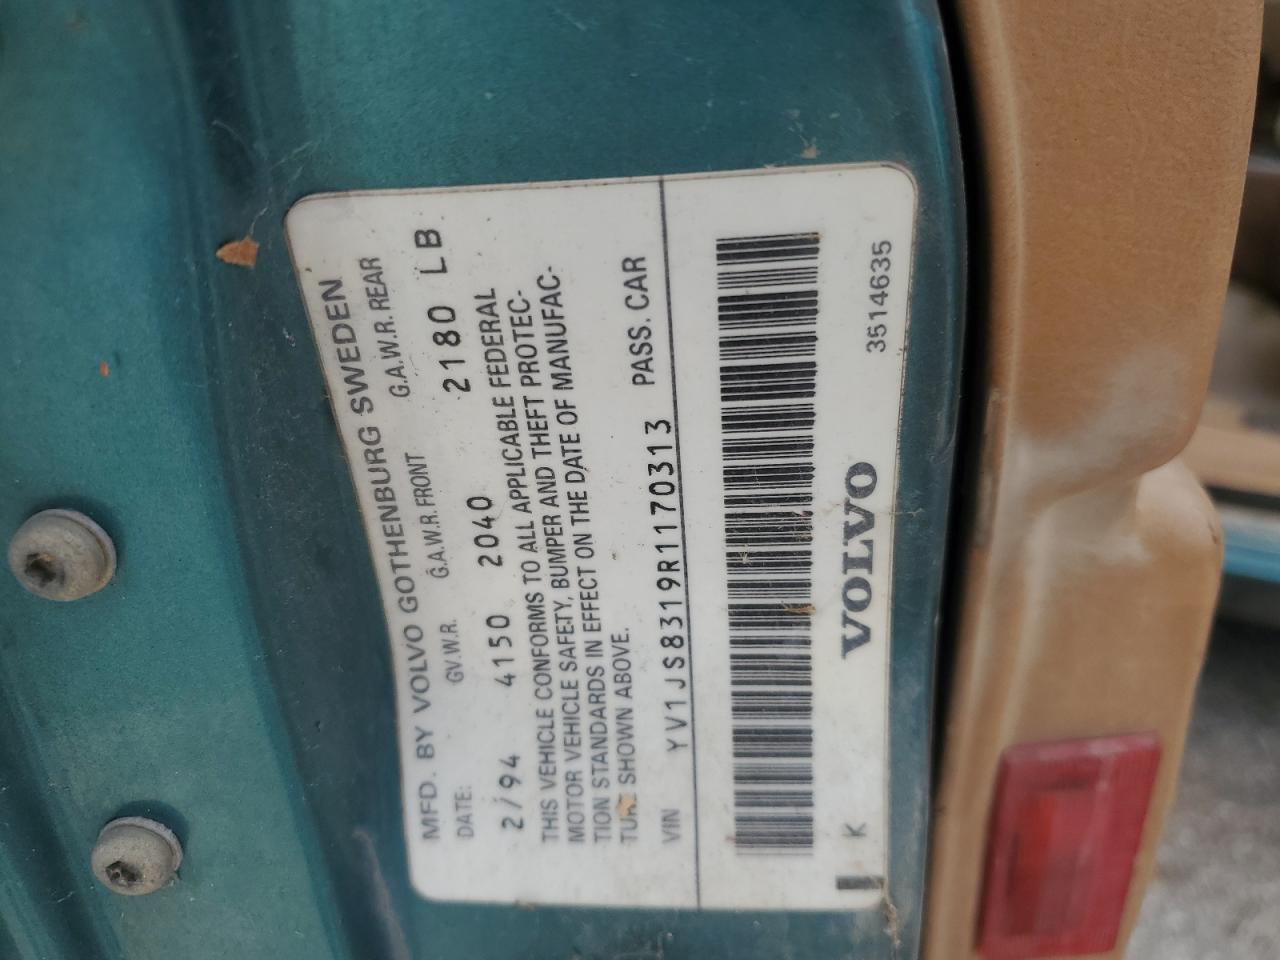 MFD. BY VOLVO GOTHENBURG SWEDEN
DATE: GV.W.R. G.A.W.R. FRONT G.A.W.R. REAR
2/94 4150 2040 2180 LB
THIS VEHICLE CONFORMS TO ALL APPLICABLE FEDERAL
MOTOR VEHICLE SAFETY, BUMPER AND THEFT PROTEC-
TION STANDARDS IN EFFECT ON THE DATE OF MANUFAC-
TURE SHOWN ABOVE.
VIN YV1JS8319R1170313 PASS. CAR
K VOLVO 3514635